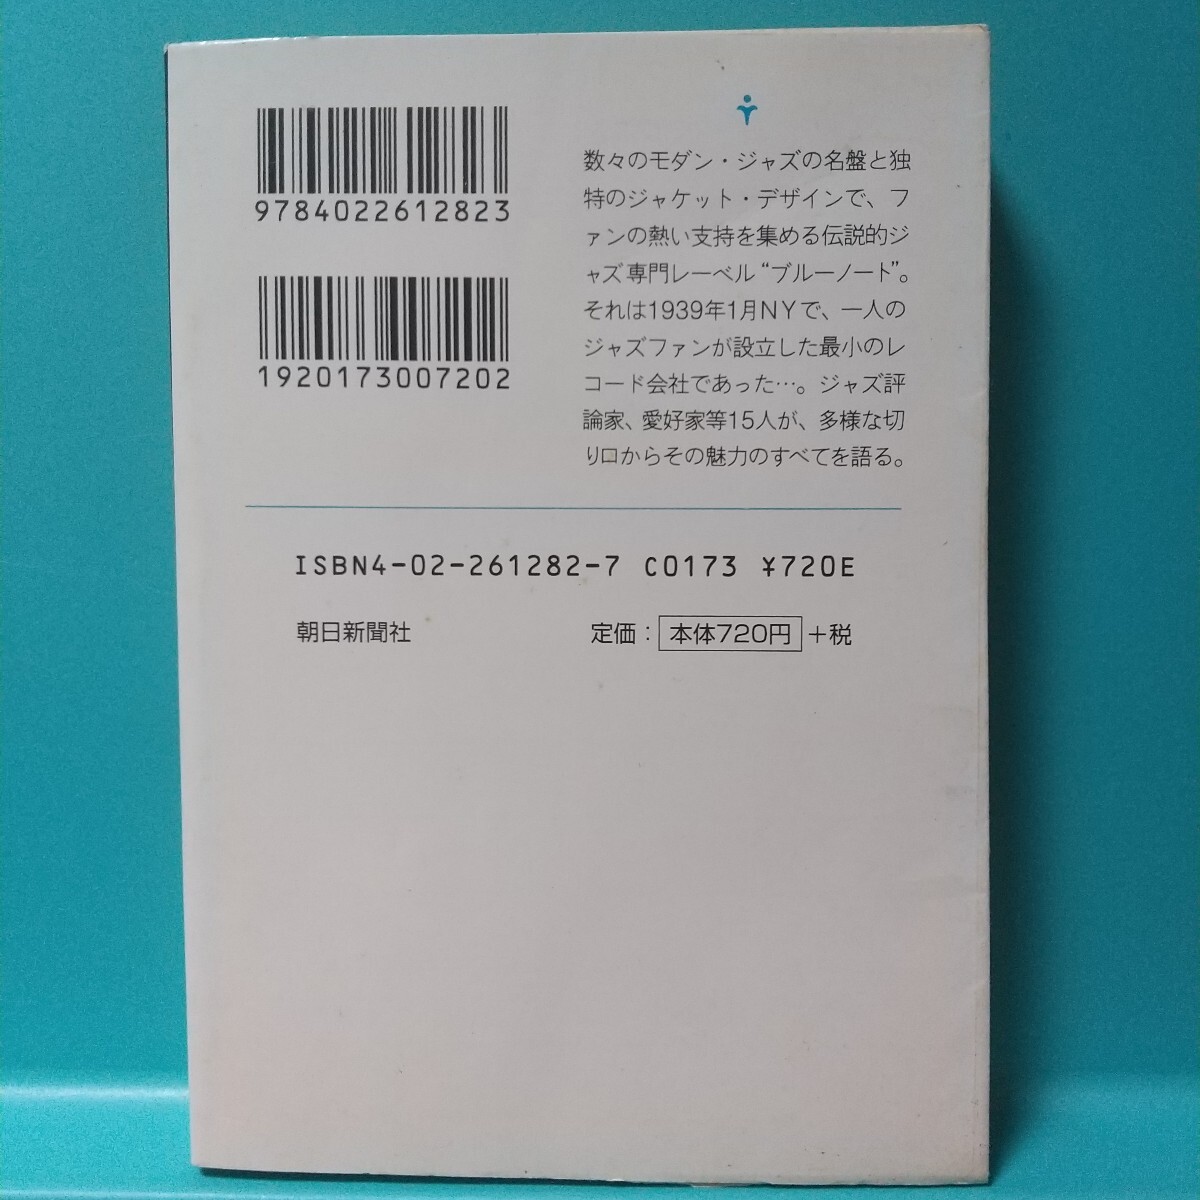 9784022612823
1920173007202
数々のモダン・ジャズの名盤と独
特のジャケット・デザインで、フ
ァンの熱い支持を集める伝説的ジ
ャズ専門レーベル“ブルーノート”。
それは1939年1月NYで、一人の
ジャズファンが設立した最小のレ
コード会社であった…。ジャズ評
論家、愛好家等15人が、多様な切
り口からその魅力のすべてを語る。
ISBN4-02-261282-7 C0173 ¥720E
朝日新聞社 定価：本体720円+税